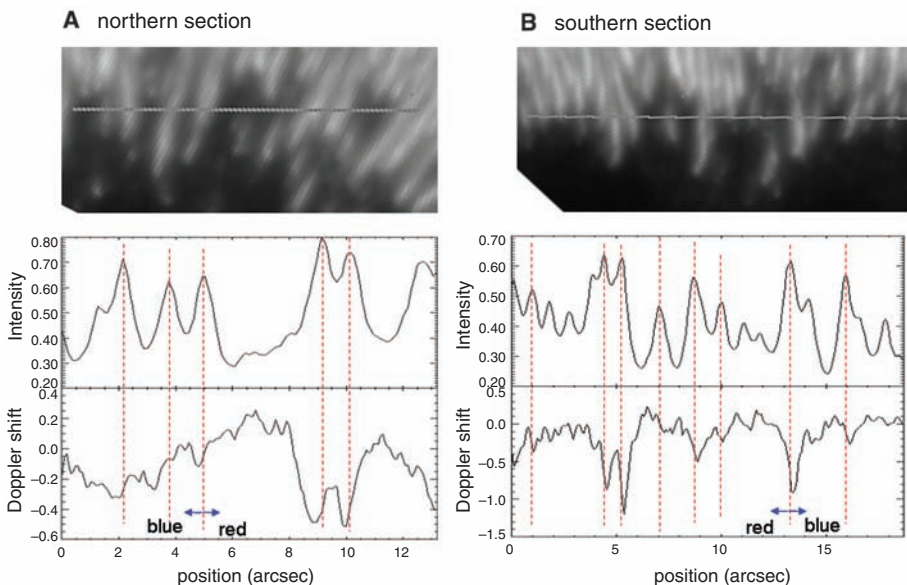 A northern section
B southern section
Intensity
0.80
0.70
0.60
0.50
0.40
0.30
0.20
Doppler shift
0.4
0.2
0.0
−0.2
−0.4
−0.6
blue
red
0 2 4 6 8 10 12
position (arcsec)
Intensity
0.70
0.60
0.50
0.40
0.30
0.20
Doppler shift
0.5
0.0
−0.5
−1.0
−1.5
red
blue
0 5 10 15
position (arcsec)